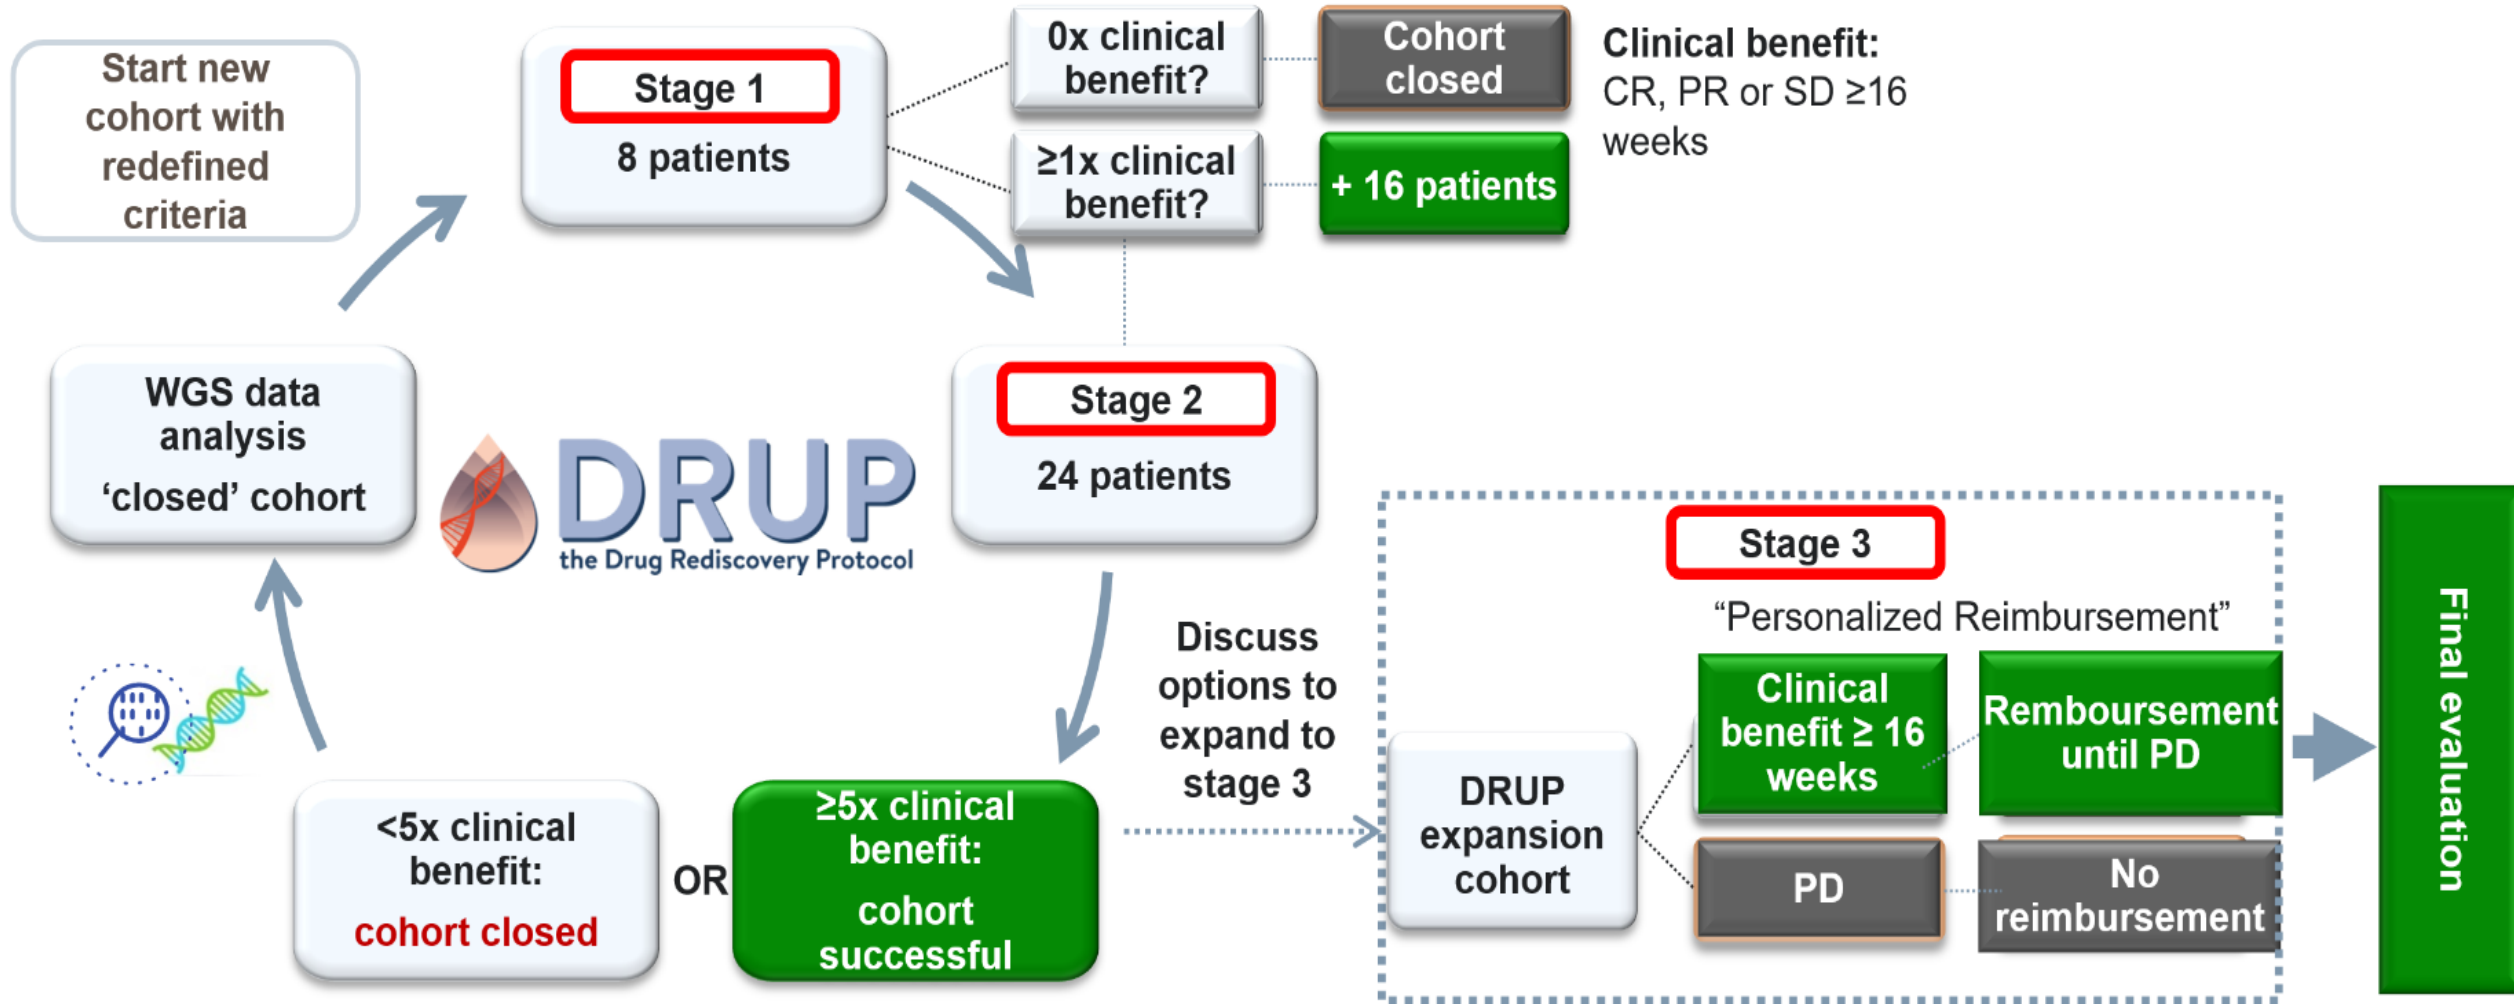 Start new
cohort with
redefined
criteria
Stage 1
8 patients
0x clinical
benefit?
Cohort
closed
≥1x clinical
benefit?
+ 16 patients
Clinical benefit:
CR, PR or SD ≥16
weeks
WGS data
analysis
‘closed’ cohort
DRUP
the Drug Rediscovery Protocol
Stage 2
24 patients
<5x clinical
benefit:
cohort closed
OR
≥5x clinical
benefit:
cohort
successful
Discuss
options to
expand to
stage 3
Stage 3
“Personalized Reimbursement”
DRUP
expansion
cohort
Clinical
benefit ≥ 16
weeks
Remboursement
until PD
PD
No
reimbursement
Final evaluation